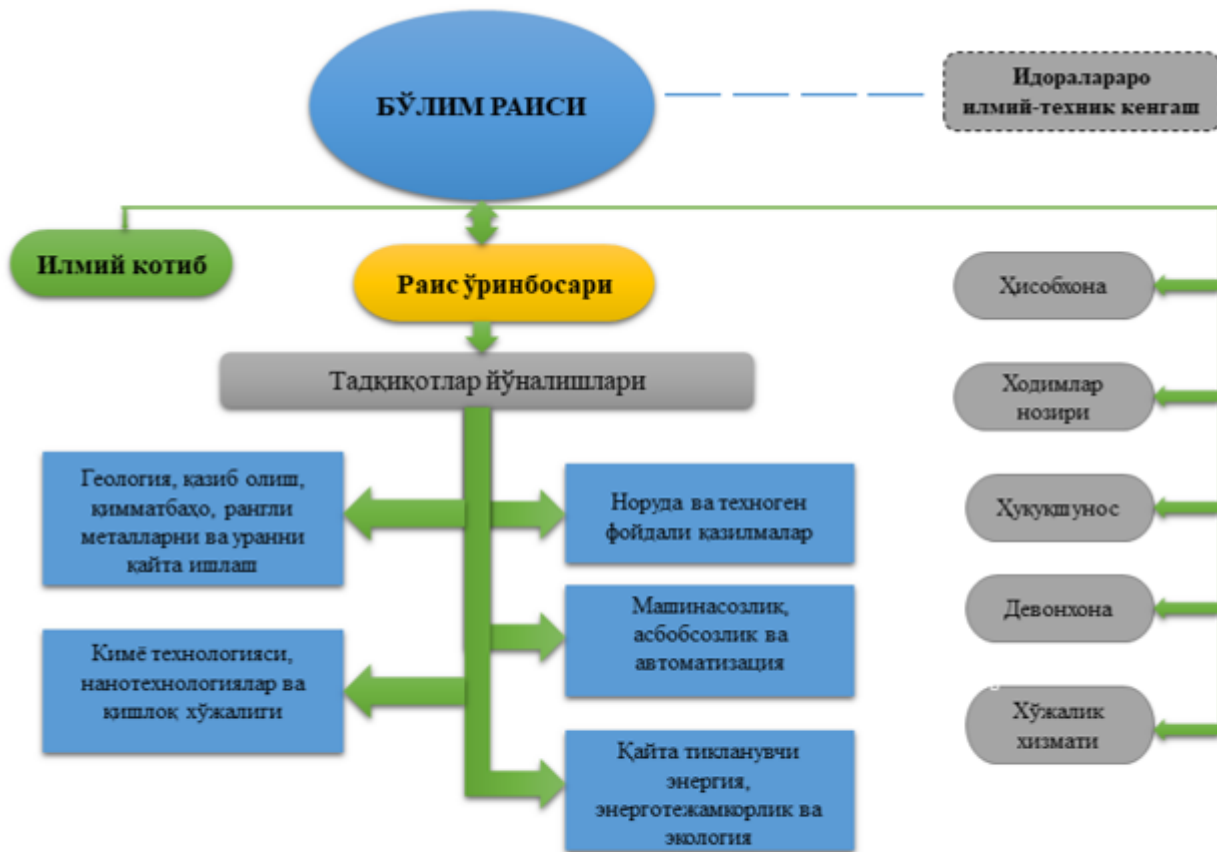 БЎЛИМ РАИСИ
Идоралараро
илмий-техник кенгаш
Илмий котиб
Раис ўринбосари
Тадқиқотлар йўналишлари
Геология, қазиб олиш,
қимматбаҳо, рангли
металларни ва уранни
қайта ишлаш
Норуда ва техноген
фойдали қазилмалар
Кимё технологияси,
нанотехнологиялар ва
қишлоқ хўжалиги
Машинасозлик,
асбобсозлик ва
автоматизация
Қайта тикланувчи
энергия,
энерготежамкорлик ва
экология
Ҳисобхона
Ходимлар
нозири
Ҳуқуқшунос
Девонхона
Хўжалик
хизмати